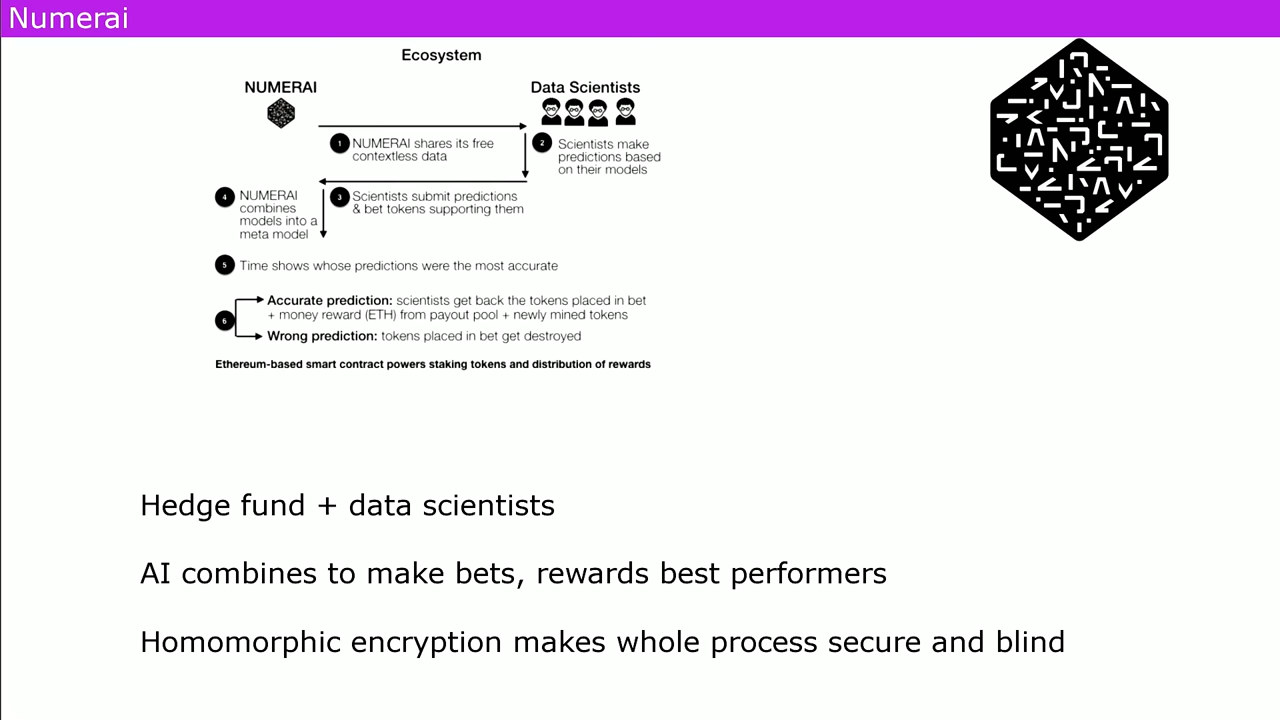 Numerai
Ecosystem
NUMERAI
Data Scientists
1 NUMERAI shares its free
contextless data
2 Scientists make
predictions based
on their models
3 Scientists submit predictions
& bet tokens supporting them
4 NUMERAI
combines
models into a
meta model
5 Time shows whose predictions were the most accurate
6
Accurate prediction: scientists get back the tokens placed in bet
+ money reward (ETH) from payout pool + newly mined tokens
Wrong prediction: tokens placed in bet get destroyed
Ethereum-based smart contract powers staking tokens and distribution of rewards
Hedge fund + data scientists
AI combines to make bets, rewards best performers
Homomorphic encryption makes whole process secure and blind